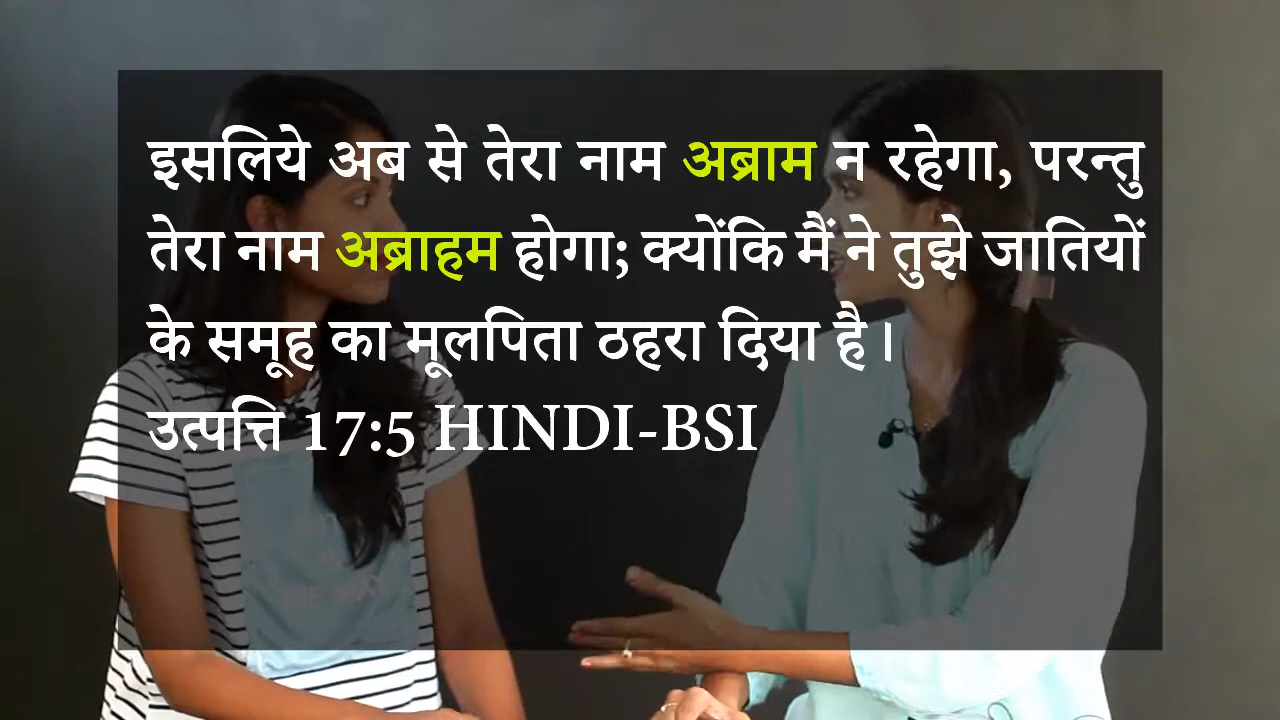 इसलिये अब से तेरा नाम अब्राम न रहेगा, परन्तु
तेरा नाम अब्राहम होगा; क्योंकि मैं ने तुझे जातियों
के समूह का मूलपिता ठहरा दिया है।
उत्पत्ति 17:5 HINDI-BSI